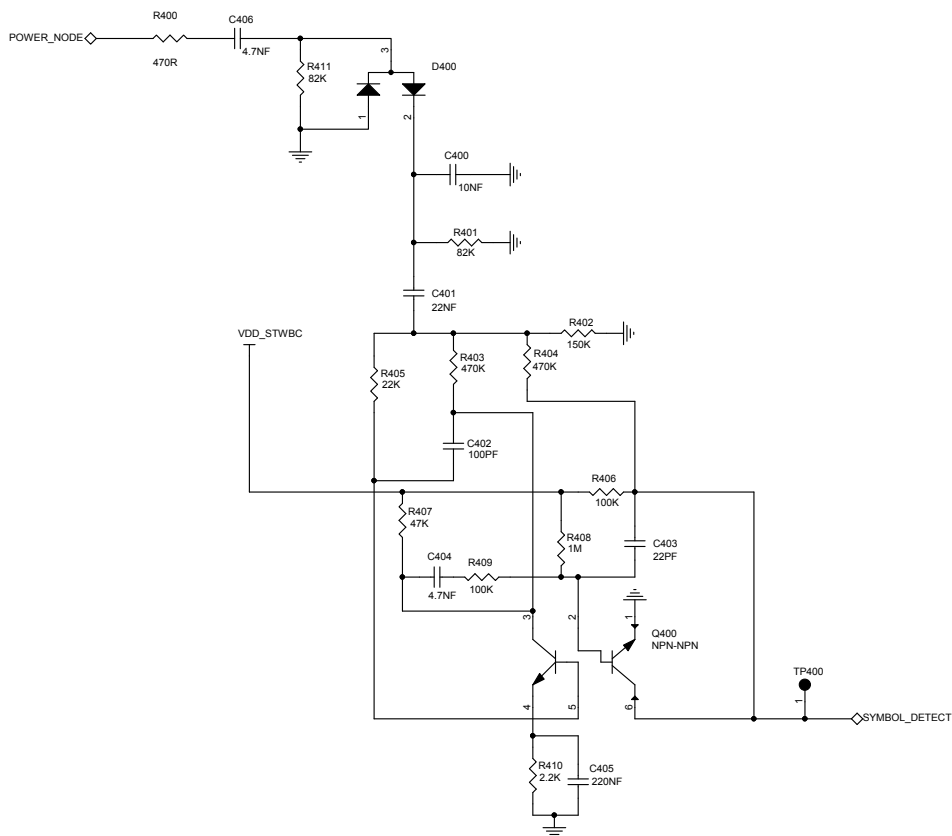 R400
C406
POWER_NODE
4.7NF
470R
3
R411
82K
D400
1
2
C400
10NF
R401
82K
C401
22NF
VDD_STWBC
R402
150K
R403
470K
R404
470K
R405
22K
C402
100PF
R406
100K
R407
47K
R408
1M
C403
22PF
C404
4.7NF
R409
100K
3
2
1
Q400
NPN-NPN
TP400
1
4
5
6
SYMBOL_DETECT
R410
2.2K
C405
220NF